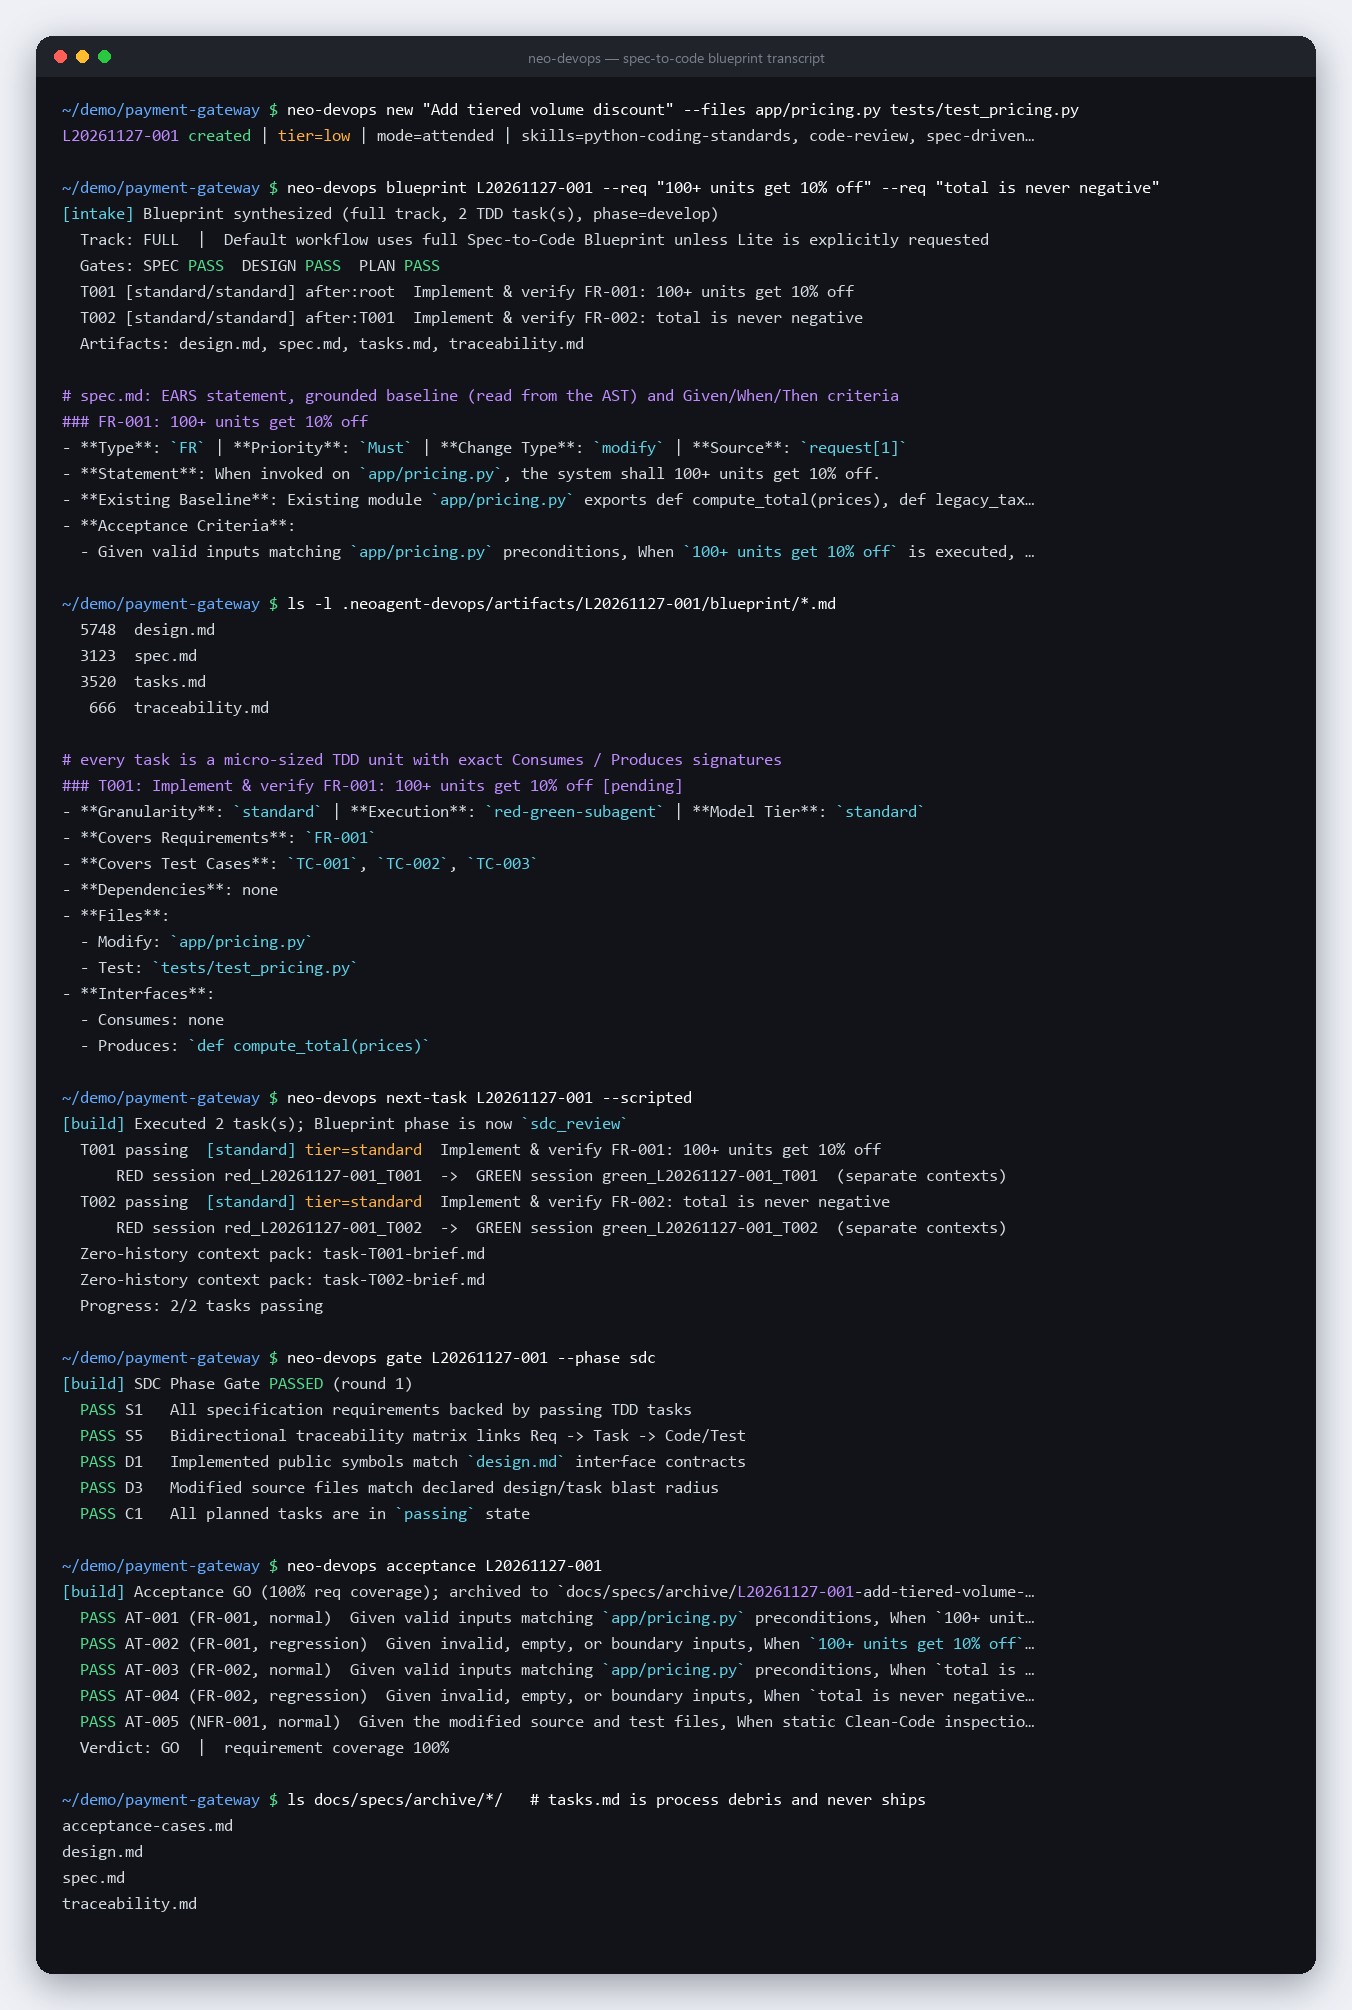 neo-devops — spec-to-code blueprint transcript
~/demo/payment-gateway $ neo-devops new "Add tiered volume discount" --files app/pricing.py tests/test_pricing.py
L20261127-001 created | tier=low | mode=attended | skills=python-coding-standards, code-review, spec-driven…
~/demo/payment-gateway $ neo-devops blueprint L20261127-001 --req "100+ units get 10% off" --req "total is never negative"
[intake] Blueprint synthesized (full track, 2 TDD task(s), phase=develop)
Track: FULL | Default workflow uses full Spec-to-Code Blueprint unless Lite is explicitly requested
Gates: SPEC PASS DESIGN PASS PLAN PASS
T001 [standard/standard] after:root Implement & verify FR-001: 100+ units get 10% off
T002 [standard/standard] after:T001 Implement & verify FR-002: total is never negative
Artifacts: design.md, spec.md, tasks.md, traceability.md
# spec.md: EARS statement, grounded baseline (read from the AST) and Given/When/Then criteria
### FR-001: 100+ units get 10% off
- **Type**: `FR` | **Priority**: `Must` | **Change Type**: `modify` | **Source**: `request[1]`
- **Statement**: When invoked on `app/pricing.py`, the system shall 100+ units get 10% off.
- **Existing Baseline**: Existing module `app/pricing.py` exports def compute_total(prices), def legacy_tax…
- **Acceptance Criteria**:
- Given valid inputs matching `app/pricing.py` preconditions, When `100+ units get 10% off` is executed, …
~/demo/payment-gateway $ ls -l .neoagent-devops/artifacts/L20261127-001/blueprint/*.md
5748 design.md
3123 spec.md
3520 tasks.md
666 traceability.md
# every task is a micro-sized TDD unit with exact Consumes / Produces signatures
### T001: Implement & verify FR-001: 100+ units get 10% off [pending]
- **Granularity**: `standard` | **Execution**: `red-green-subagent` | **Model Tier**: `standard`
- **Covers Requirements**: `FR-001`
- **Covers Test Cases**: `TC-001`, `TC-002`, `TC-003`
- **Dependencies**: none
- **Files**:
- Modify: `app/pricing.py`
- Test: `tests/test_pricing.py`
- **Interfaces**:
- Consumes: none
- Produces: `def compute_total(prices)`
~/demo/payment-gateway $ neo-devops next-task L20261127-001 --scripted
[build] Executed 2 task(s); Blueprint phase is now `sdc_review`
T001 passing [standard] tier=standard Implement & verify FR-001: 100+ units get 10% off
RED session red_L20261127-001_T001 -> GREEN session green_L20261127-001_T001 (separate contexts)
T002 passing [standard] tier=standard Implement & verify FR-002: total is never negative
RED session red_L20261127-001_T002 -> GREEN session green_L20261127-001_T002 (separate contexts)
Zero-history context pack: task-T001-brief.md
Zero-history context pack: task-T002-brief.md
Progress: 2/2 tasks passing
~/demo/payment-gateway $ neo-devops gate L20261127-001 --phase sdc
[build] SDC Phase Gate PASSED (round 1)
PASS S1 All specification requirements backed by passing TDD tasks
PASS S5 Bidirectional traceability matrix links Req -> Task -> Code/Test
PASS D1 Implemented public symbols match `design.md` interface contracts
PASS D3 Modified source files match declared design/task blast radius
PASS C1 All planned tasks are in `passing` state
~/demo/payment-gateway $ neo-devops acceptance L20261127-001
[build] Acceptance GO (100% req coverage); archived to `docs/specs/archive/L20261127-001-add-tiered-volume-…
PASS AT-001 (FR-001, normal) Given valid inputs matching `app/pricing.py` preconditions, When `100+ unit…
PASS AT-002 (FR-001, regression) Given invalid, empty, or boundary inputs, When `100+ units get 10% off`…
PASS AT-003 (FR-002, normal) Given valid inputs matching `app/pricing.py` preconditions, When `total is …
PASS AT-004 (FR-002, regression) Given invalid, empty, or boundary inputs, When `total is never negative…
PASS AT-005 (NFR-001, normal) Given the modified source and test files, When static Clean-Code inspectio…
Verdict: GO | requirement coverage 100%
~/demo/payment-gateway $ ls docs/specs/archive/*/ # tasks.md is process debris and never ships
acceptance-cases.md
design.md
spec.md
traceability.md